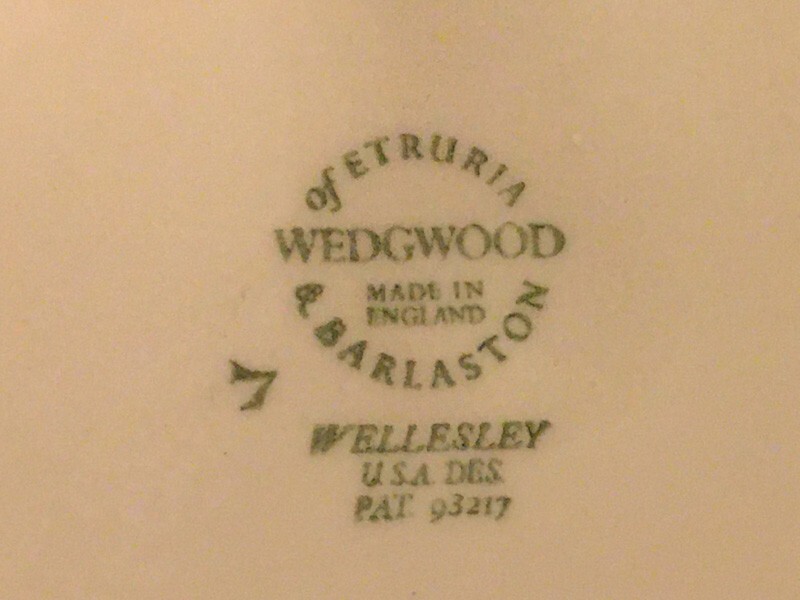 of ETRURIA
WEDGWOOD
MADE IN
ENGLAND
& BARLASTON
7
WELLESLEY
U.S.A. DES.
PAT. 93217